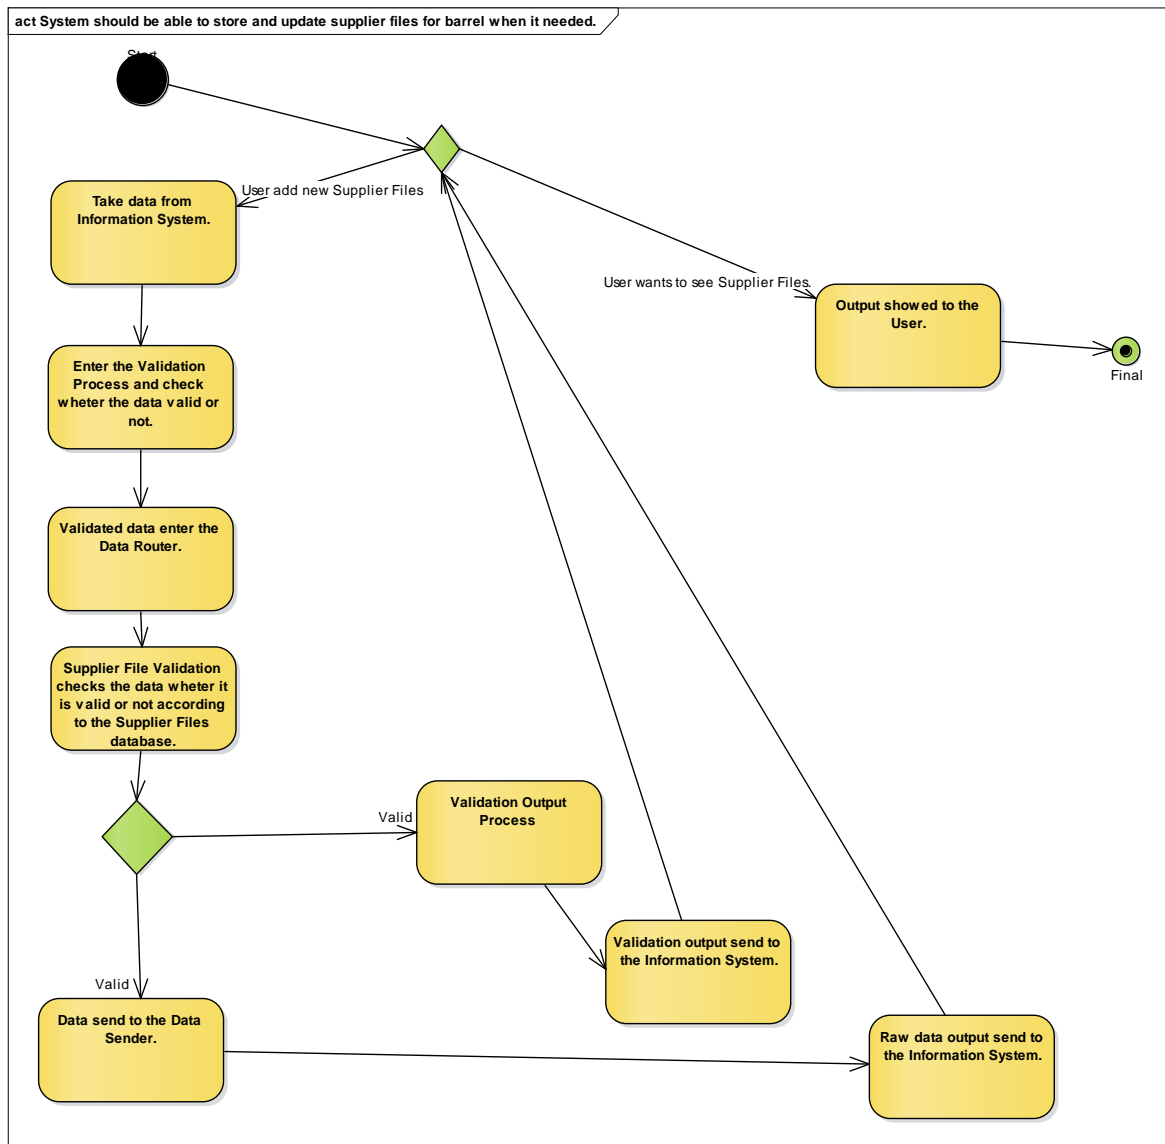 act System should be able to store and update supplier files for barrel when it needed.
Start
User add new Supplier Files
Take data from
Information System.
User wants to see Supplier Files.
Output showed to the
User.
Final
Enter the Validation
Process and check
wheter the data valid or
not.
Validated data enter the
Data Router.
Supplier File Validation
checks the data wheter it
is valid or not according
to the Supplier Files
database.
Valid
Validation Output
Process
Validation output send to
the Information System.
Valid
Data send to the Data
Sender.
Raw data output send to
the Information System.